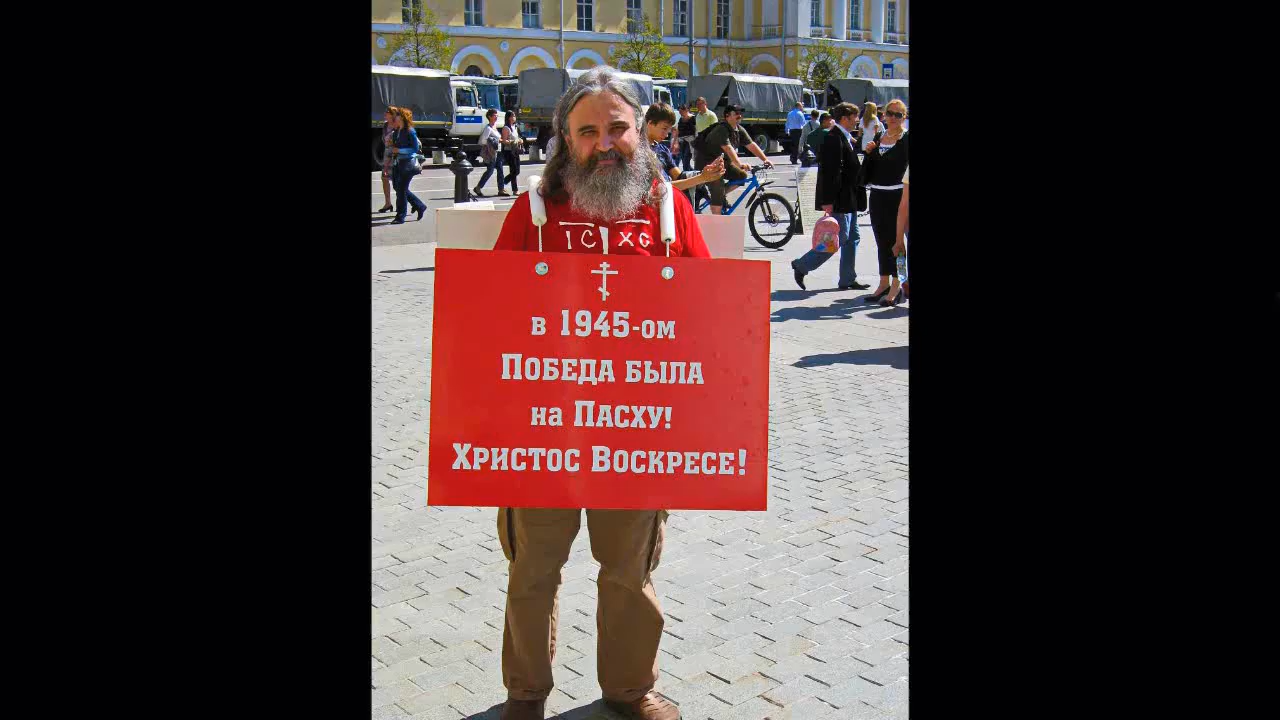 IC XC
в 1945-ом
Победа была
на Пасху!
Христос Воскресе!